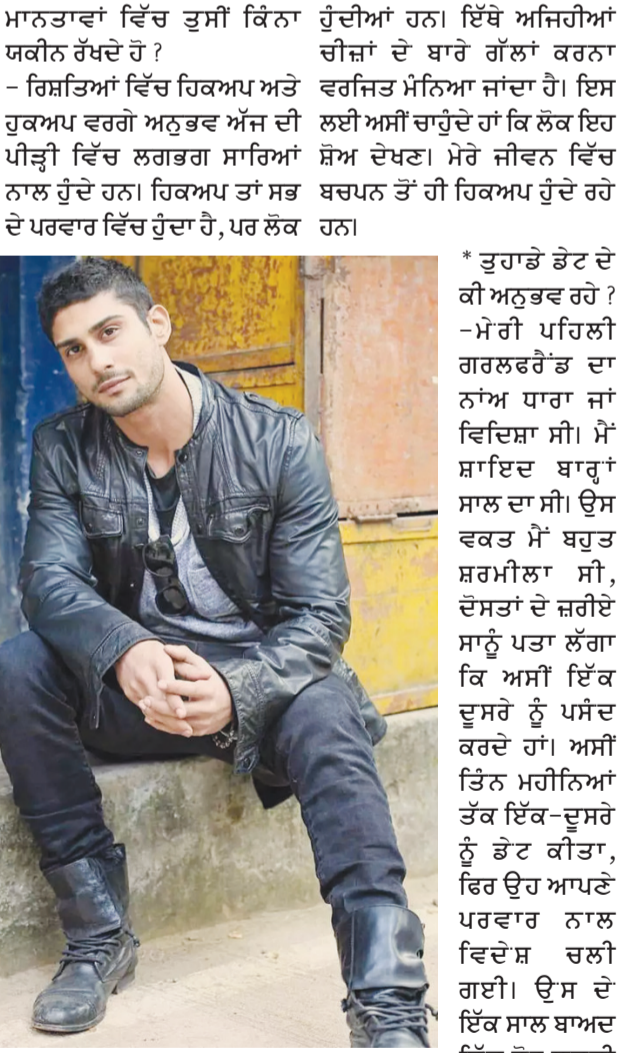 ਮਾਨਤਾਵਾਂ ਵਿੱਚ ਤੁਸੀਂ ਕਿੰਨਾ
ਯਕੀਨ ਰੱਖਦੇ ਹੋ ?
– ਰਿਸ਼ਤਿਆਂ ਵਿੱਚ ਹਿਕਅਪ ਅਤੇ
ਹੁਕਅਪ ਵਰਗੇ ਅਨੁਭਵ ਅੱਜ ਦੀ
ਪੀੜ੍ਹੀ ਵਿੱਚ ਲਗਭਗ ਸਾਰਿਆਂ
ਨਾਲ ਹੁੰਦੇ ਹਨ। ਹਿਕਅਪ ਤਾਂ ਸਭ
ਦੇ ਪਰਵਾਰ ਵਿੱਚ ਹੁੰਦਾ ਹੈ, ਪਰ ਲੋਕ
ਹੁੰਦੀਆਂ ਹਨ। ਇੱਥੇ ਅਜਿਹੀਆਂ
ਚੀਜ਼ਾਂ ਦੇ ਬਾਰੇ ਗੱਲਾਂ ਕਰਨਾ
ਵਰਜਿਤ ਮੰਨਿਆ ਜਾਂਦਾ ਹੈ। ਇਸ
ਲਈ ਅਸੀਂ ਚਾਹੁੰਦੇ ਹਾਂ ਕਿ ਲੋਕ ਇਹ
ਸ਼ੋਅ ਦੇਖਣ। ਮੇਰੇ ਜੀਵਨ ਵਿੱਚ
ਬਚਪਨ ਤੋਂ ਹੀ ਹਿਕਅਪ ਹੁੰਦੇ ਰਹੇ
ਹਨ।
* ਤੁਹਾਡੇ ਡੇਟ ਦੇ
ਕੀ ਅਨੁਭਵ ਰਹੇ ?
–ਮੇਰੀ ਪਹਿਲੀ
ਗਰਲਫਰੈਂਡ ਦਾ
ਨਾਂਅ ਧਾਰਾ ਜਾਂ
ਵਿਦਿਸ਼ਾ ਸੀ। ਮੈਂ
ਸ਼ਾਇਦ ਬਾਰ੍ਹਾਂ
ਸਾਲ ਦਾ ਸੀ। ਉਸ
ਵਕਤ ਮੈਂ ਬਹੁਤ
ਸ਼ਰਮੀਲਾ ਸੀ,
ਦੋਸਤਾਂ ਦੇ ਜ਼ਰੀਏ
ਸਾਨੂੰ ਪਤਾ ਲੱਗਾ
ਕਿ ਅਸੀਂ ਇੱਕ
ਦੂਸਰੇ ਨੂੰ ਪਸੰਦ
ਕਰਦੇ ਹਾਂ। ਅਸੀਂ
ਤਿੰਨ ਮਹੀਨਿਆਂ
ਤੱਕ ਇੱਕ–ਦੂਸਰੇ
ਨੂੰ ਡੇਟ ਕੀਤਾ,
ਫਿਰ ਉਹ ਆਪਣੇ
ਪਰਵਾਰ ਨਾਲ
ਵਿਦੇਸ਼ ਚਲੀ
ਗਈ। ਉਸ ਦੇ
ਇੱਕ ਸਾਲ ਬਾਅਦ